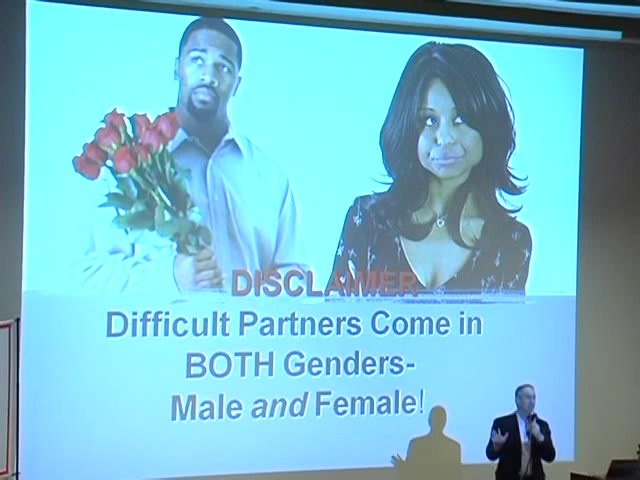 DISCLAIMER
Difficult Partners Come in
BOTH Genders-
Male and Female!